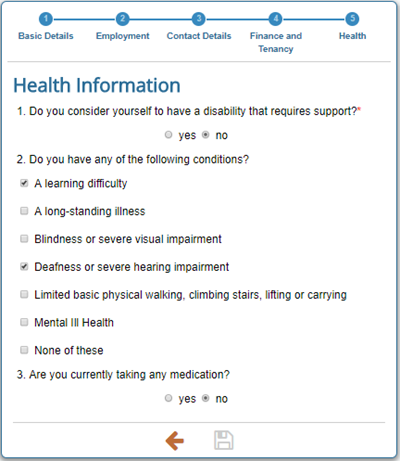 1 2 3 4 5
Basic Details Employment Contact Details Finance and Tenancy Health
Health Information
1. Do you consider yourself to have a disability that requires support?*
yes no
2. Do you have any of the following conditions?
A learning difficulty
A long-standing illness
Blindness or severe visual impairment
Deafness or severe hearing impairment
Limited basic physical walking, climbing stairs, lifting or carrying
Mental Ill Health
None of these
3. Are you currently taking any medication?
yes no